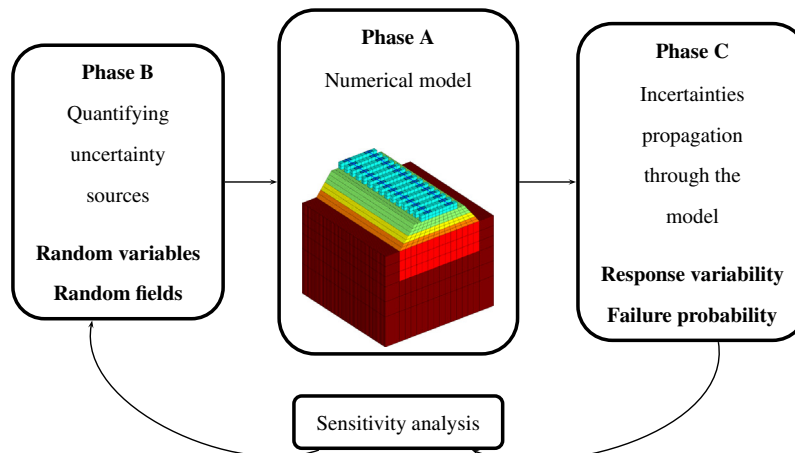 Phase B
Quantifying
uncertainty
sources
Random variables
Random fields
Phase A
Numerical model
Phase C
Incertainties
propagation
through the
model
Response variability
Failure probability
Sensitivity analysis